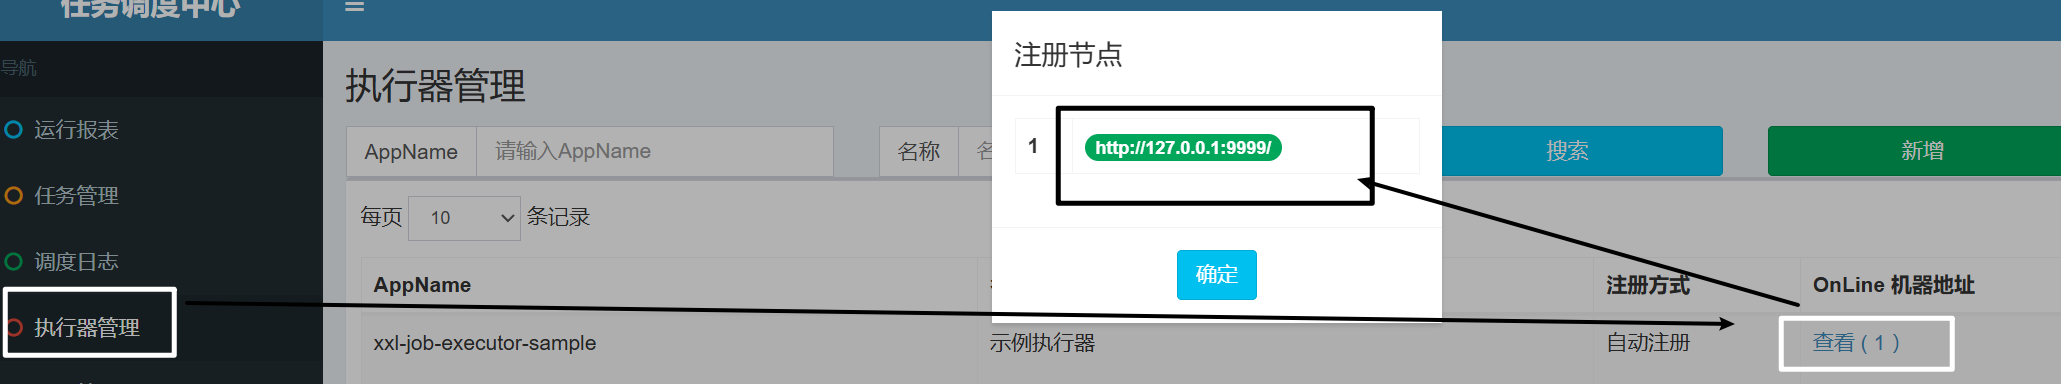 任务调度中心
导航
运行报表
任务管理
调度日志
执行器管理
执行器管理
AppName 请输入AppName 名称 搜索 新增
每页 10 条记录
AppName 注册方式 OnLine 机器地址
xxl-job-executor-sample 示例执行器 自动注册 查看 ( 1 )
注册节点
1 http://127.0.0.1:9999/
确定